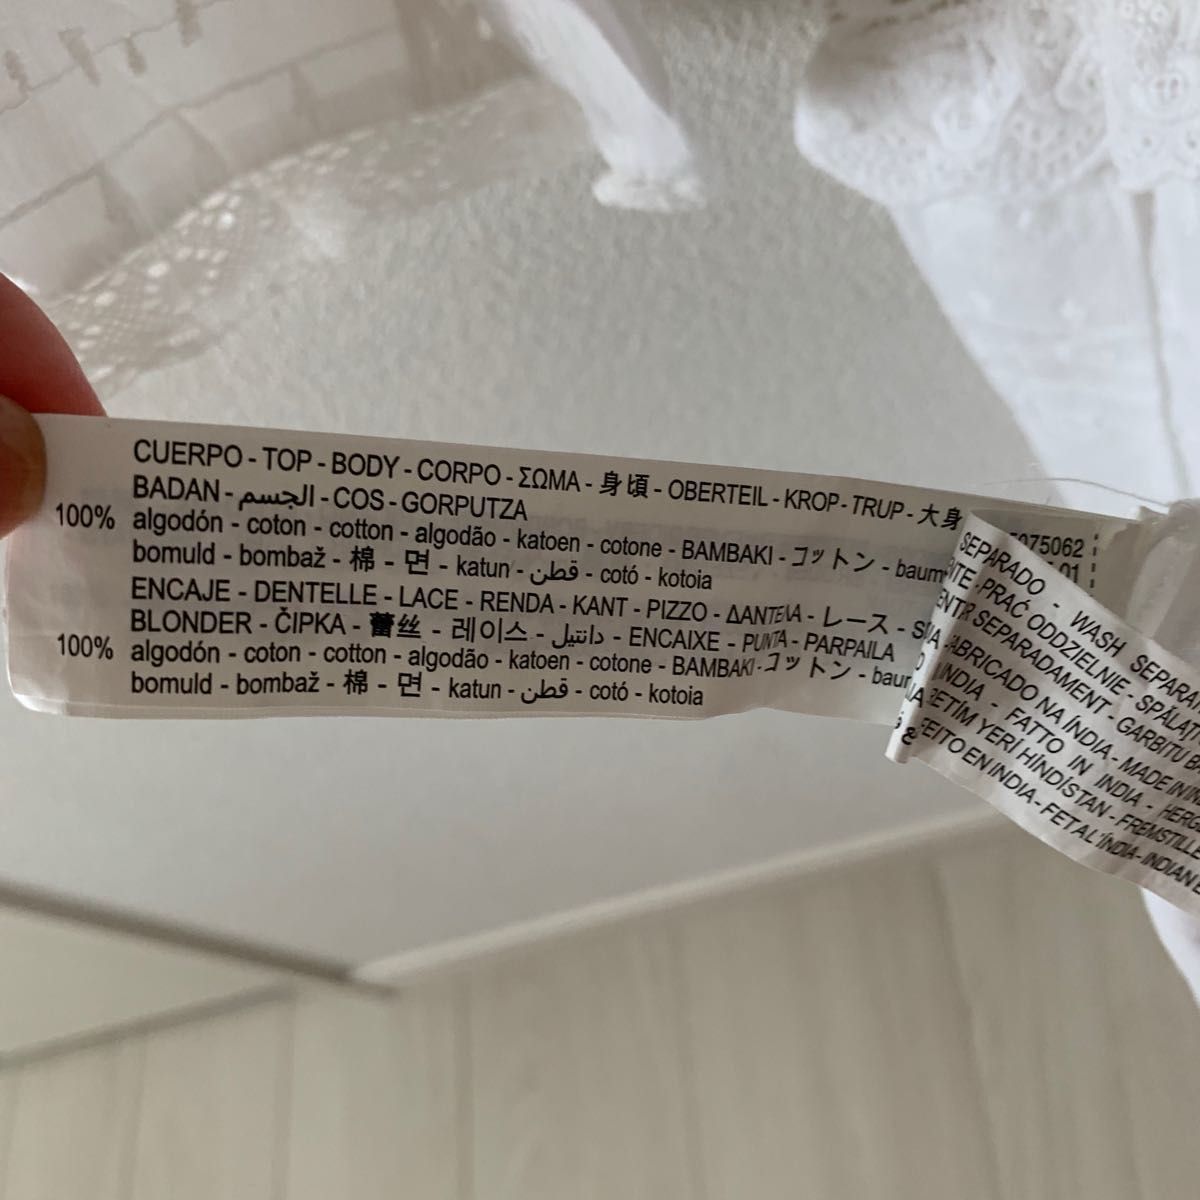 CUERPO - TOP - BODY - CORPO - ΣΩΜΑ - 身頃 - OBERTEIL - KROP - TRUP - 大身
BADAN - الجسم - COS - GORPUTZA
100% algodón - coton - cotton - algodão - katoen - cotone - BAMBAKI - コットン -
bomuld - bombaž - 棉 - 면 - katun - قطن - cotó - kotoia
ENCAJE - DENTELLE - LACE - RENDA - KANT - PIZZO - ΔΑΝΤΕΛΑ - レース -
BLONDER - ČIPKA - 蕾丝 - 레이스 - دانتيل - ENCAIXE - PUNTA - PARPAILA
100% algodón - coton - cotton - algodão - katoen - cotone - BAMBAKI - コットン -
bomuld - bombaž - 棉 - 면 - katun - قطن - cotó - kotoia
SEPARADO - WASH
PRAĆ ODDZIELNIE -
SEPARADAMENT - GARBITU
FABRICADO NA ÍNDIA - MADE IN
INDIA - FATTO IN INDIA -
YERİ HİNDİSTAN -
EN INDIA - FET A L'ÍNDIA - INDIAN